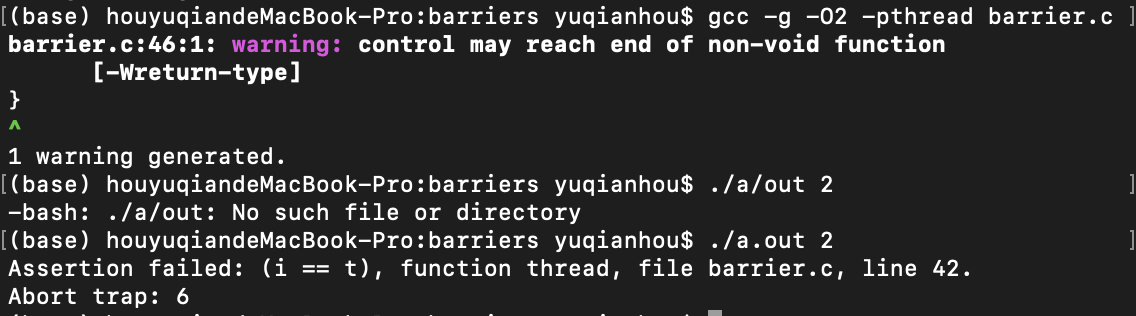 [(base) houyuqiandeMacBook-Pro:barriers yuqianhou$ gcc -g -O2 -pthread barrier.c ]
barrier.c:46:1: warning: control may reach end of non-void function
[-Wreturn-type]
}
^
1 warning generated.
[(base) houyuqiandeMacBook-Pro:barriers yuqianhou$ ./a/out 2 ]
-bash: ./a/out: No such file or directory
[(base) houyuqiandeMacBook-Pro:barriers yuqianhou$ ./a.out 2 ]
Assertion failed: (i == t), function thread, file barrier.c, line 42.
Abort trap: 6